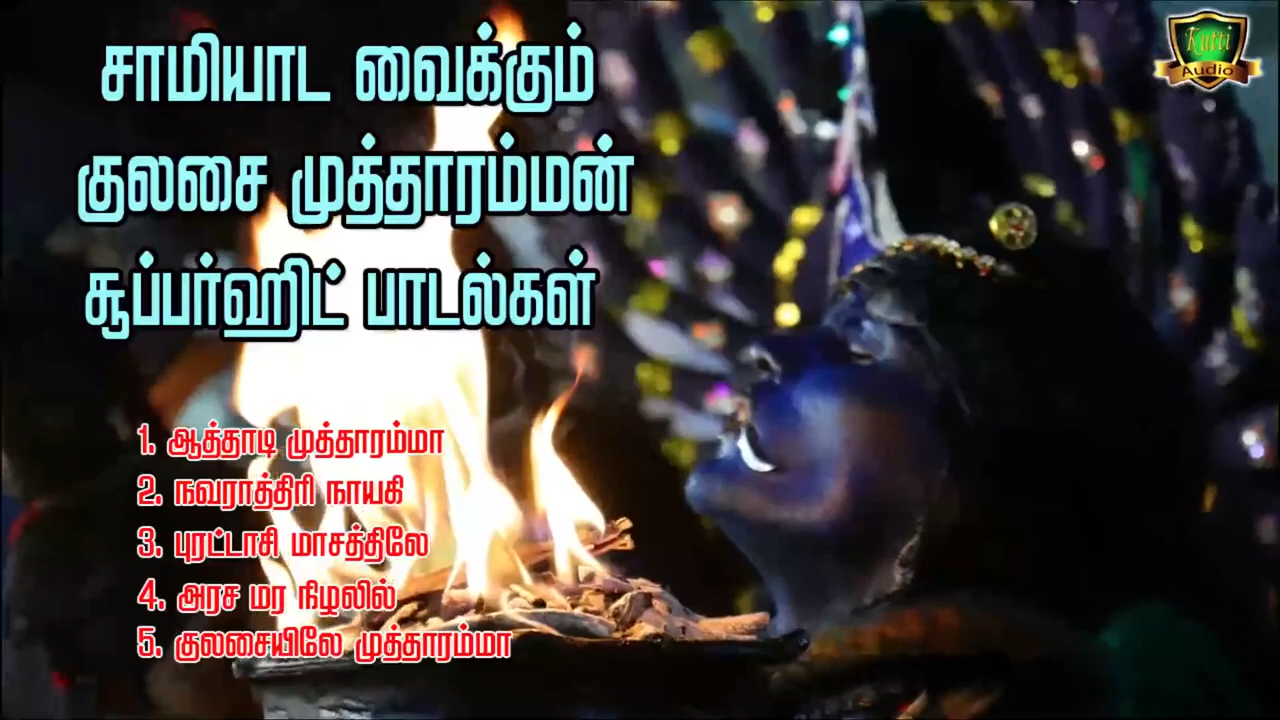 சாமியாட வைக்கும்
குலசை முத்தாரம்மன்
சூப்பர்ஹிட் பாடல்கள்
1. ஆத்தாடி முத்தாரம்மா
2. நவராத்திரி நாயகி
3. புரட்டாசி மாசத்திலே
4. அரச மர நிழலில்
5. குலசையிலே முத்தாரம்மா
Kutti
Audio